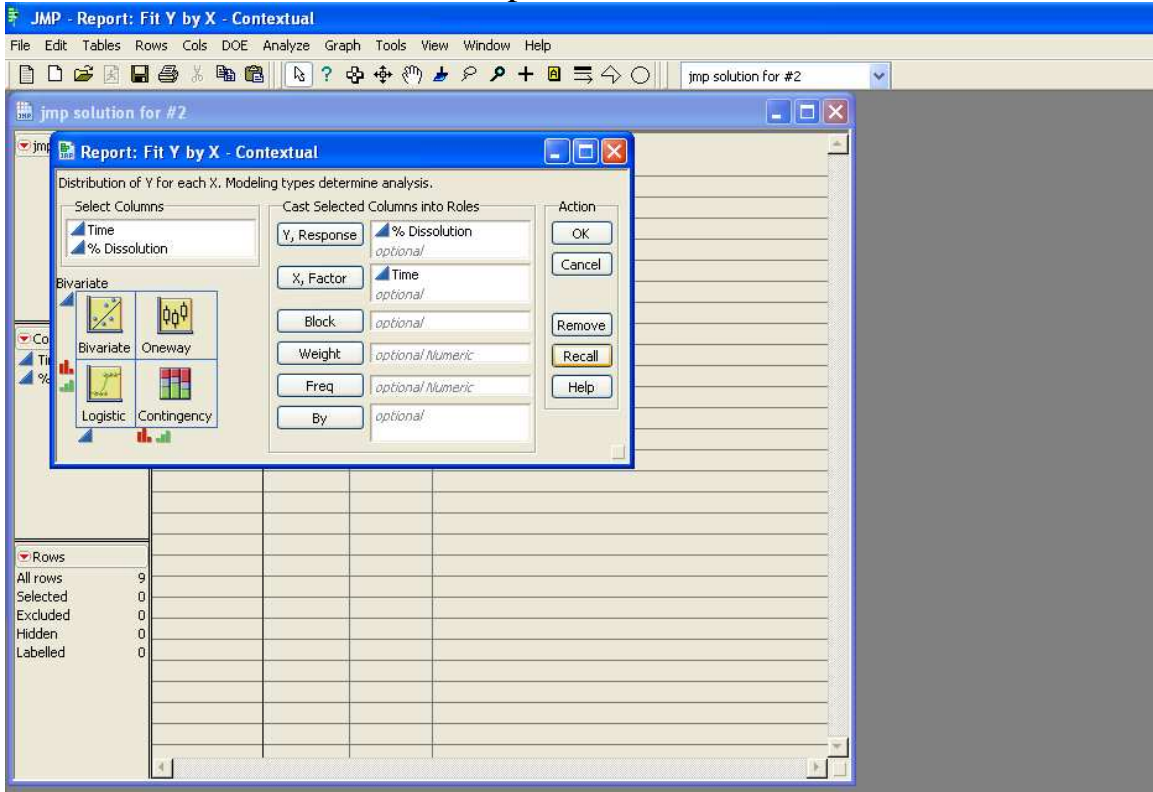 JMP - Report: Fit Y by X - Contextual
File Edit Tables Rows Cols DOE Analyze Graph Tools View Window Help
jmp solution for #2
jmp solution for #2
jmp
Report: Fit Y by X - Contextual
Distribution of Y for each X. Modeling types determine analysis.
Select Columns
Time
% Dissolution
Cast Selected Columns into Roles
Y, Response
% Dissolution
optional
X, Factor
Time
optional
Block
optional
Weight
optional Numeric
Freq
optional Numeric
By
optional
Action
OK
Cancel
Remove
Recall
Help
Bivariate
Bivariate
Oneway
Logistic
Contingency
Co
Ti
%
Rows
All rows 9
Selected 0
Excluded 0
Hidden 0
Labelled 0